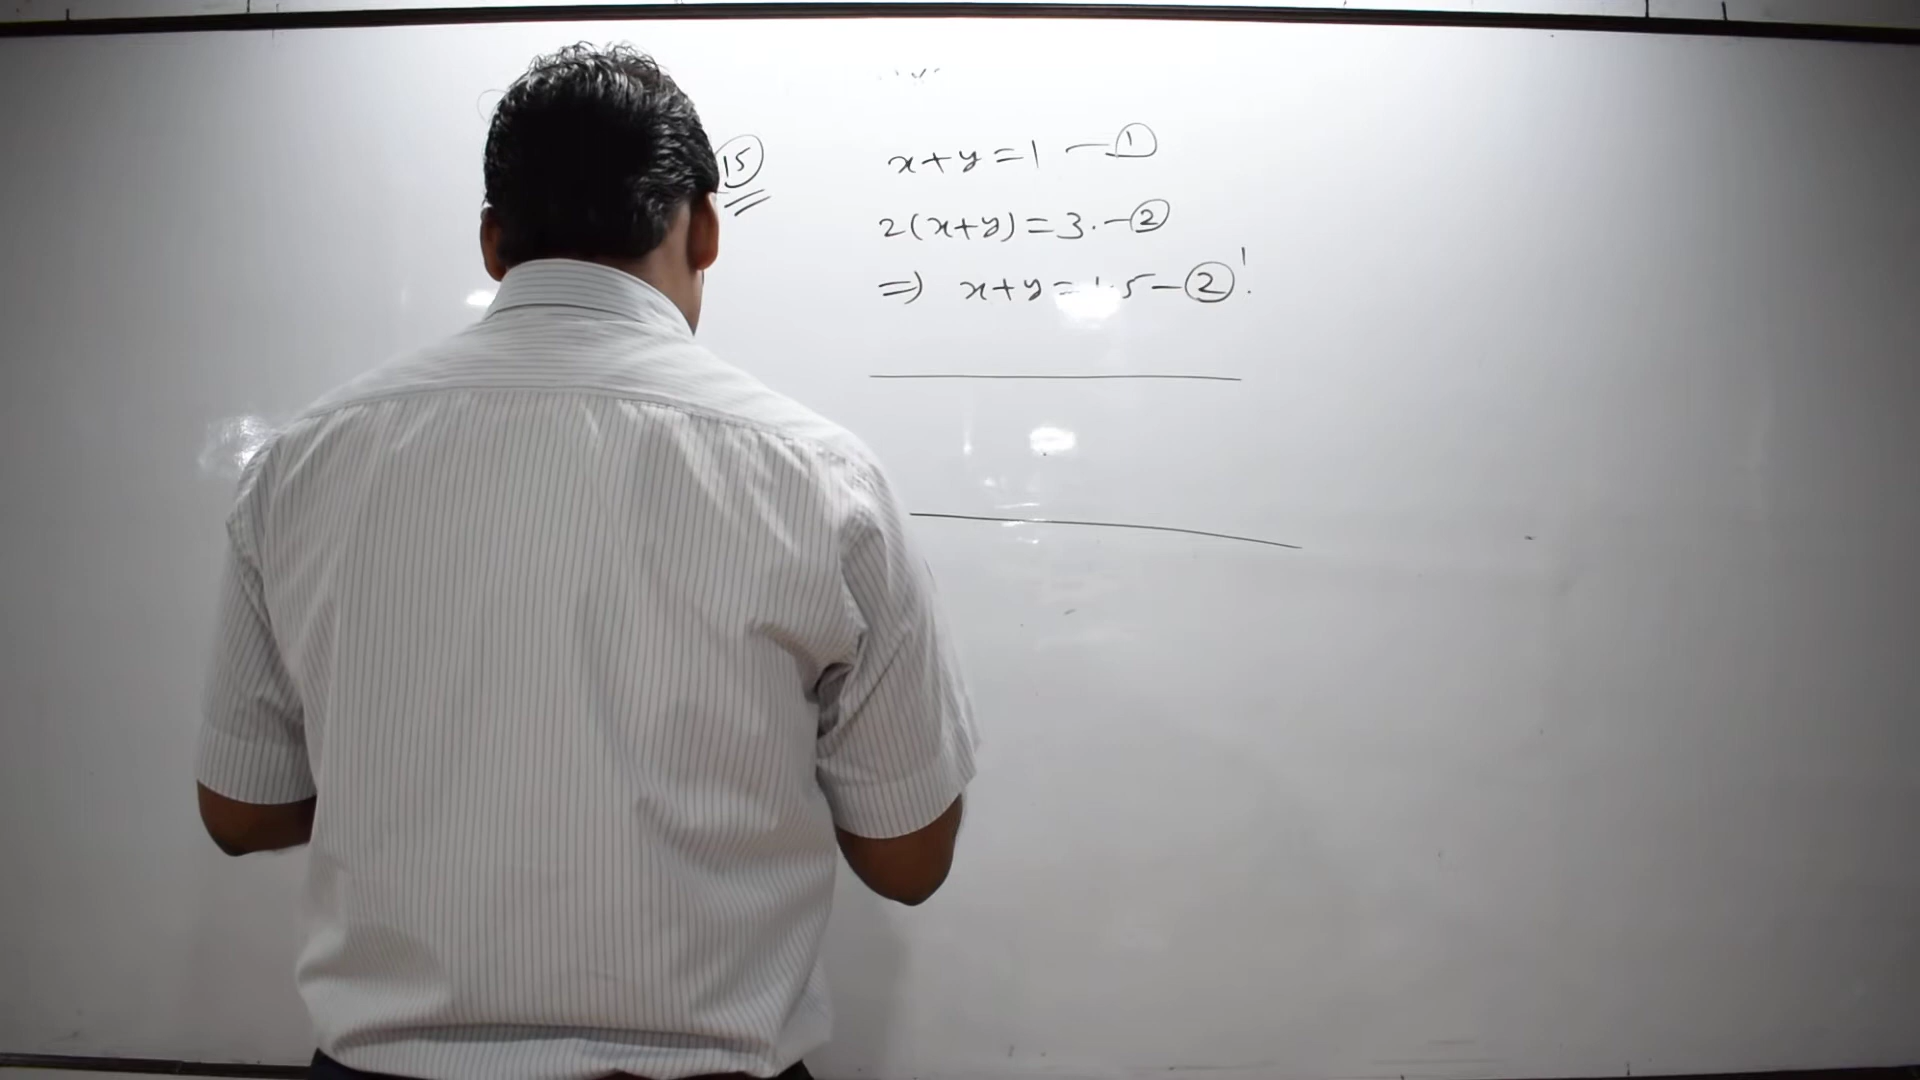 15
x+y=1 —①
2(x+y)=3.—②
⇒ x+y=1.5—②'.